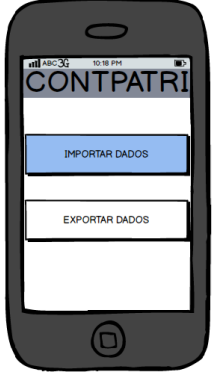 ABC 3G 10:18 PM
CONTPATRI
IMPORTAR DADOS
EXPORTAR DADOS